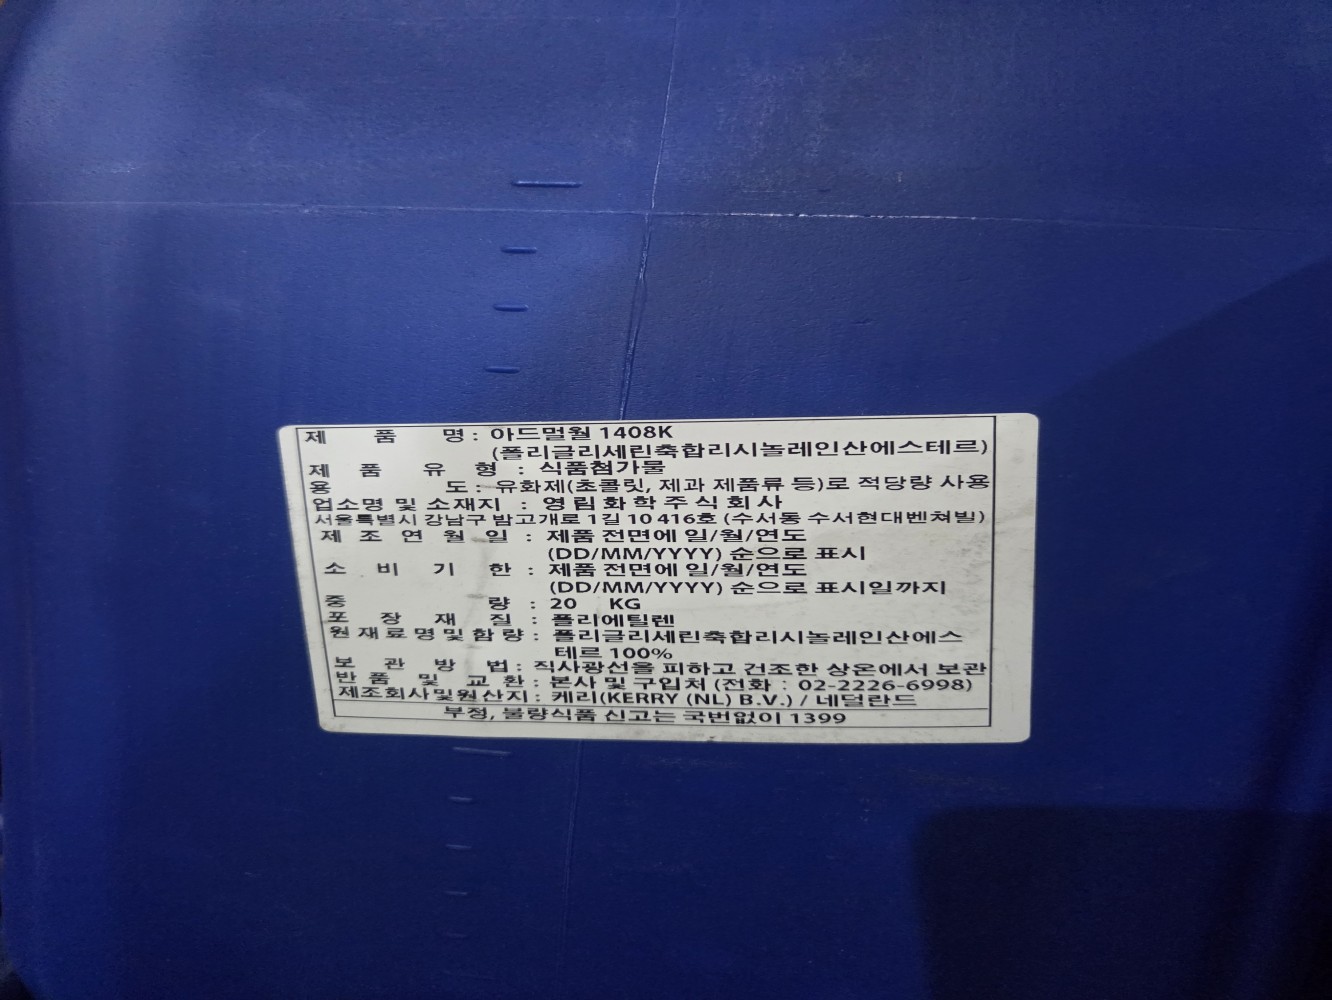 제 품 명 : 아드멀월 1408K
(폴리글리세린축합리시놀레인산에스테르)
제 품 유 형 : 식품첨가물
용 도 : 유화제(초콜릿, 제과 제품류 등)로 적당량 사용
업소명 및 소재지 : 영림화학주식회사
서울특별시 강남구 밤고개로1길 10 416호 (수서동 수서현대벤쳐빌)
제 조 연 월 일 : 제품 전면에 일/월/연도
(DD/MM/YYYY) 순으로 표시
소 비 기 한 : 제품 전면에 일/월/연도
(DD/MM/YYYY) 순으로 표시일까지
중 량 : 20 KG
포 장 재 질 : 폴리에틸렌
원재료명및함량 : 폴리글리세린축합리시놀레인산에스
테르 100%
보 관 방 법 : 직사광선을 피하고 건조한 상온에서 보관
반 품 및 교 환 : 본사 및 구입처 (전화 : 02-2226-6998)
제조회사및원산지 : 케리(KERRY (NL) B.V.) / 네덜란드
부정, 불량식품 신고는 국번없이 1399